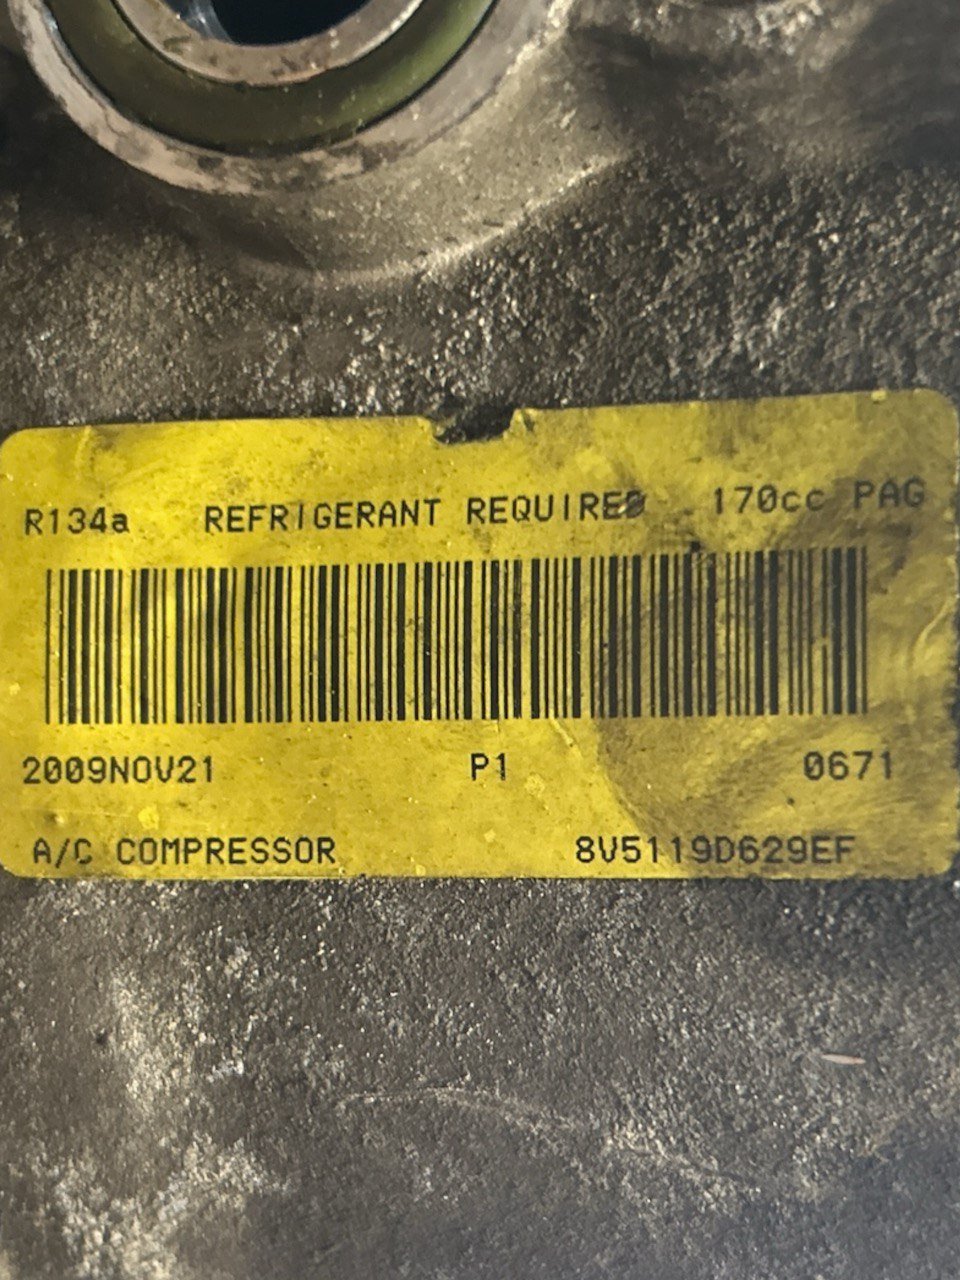 R134a REFRIGERANT REQUIRED 170cc PAG
2009NOV21 P1 0671
A/C COMPRESSOR 8V5119D629EF